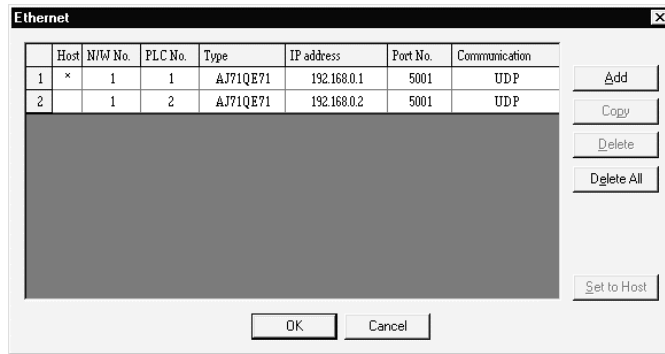 Ethernet
Host N/W No. PLC No. Type IP address Port No. Communication
1 * 1 1 AJ71QE71 192.168.0.1 5001 UDP
2 1 2 AJ71QE71 192.168.0.2 5001 UDP
Add
Copy
Delete
Delete All
Set to Host
OK Cancel